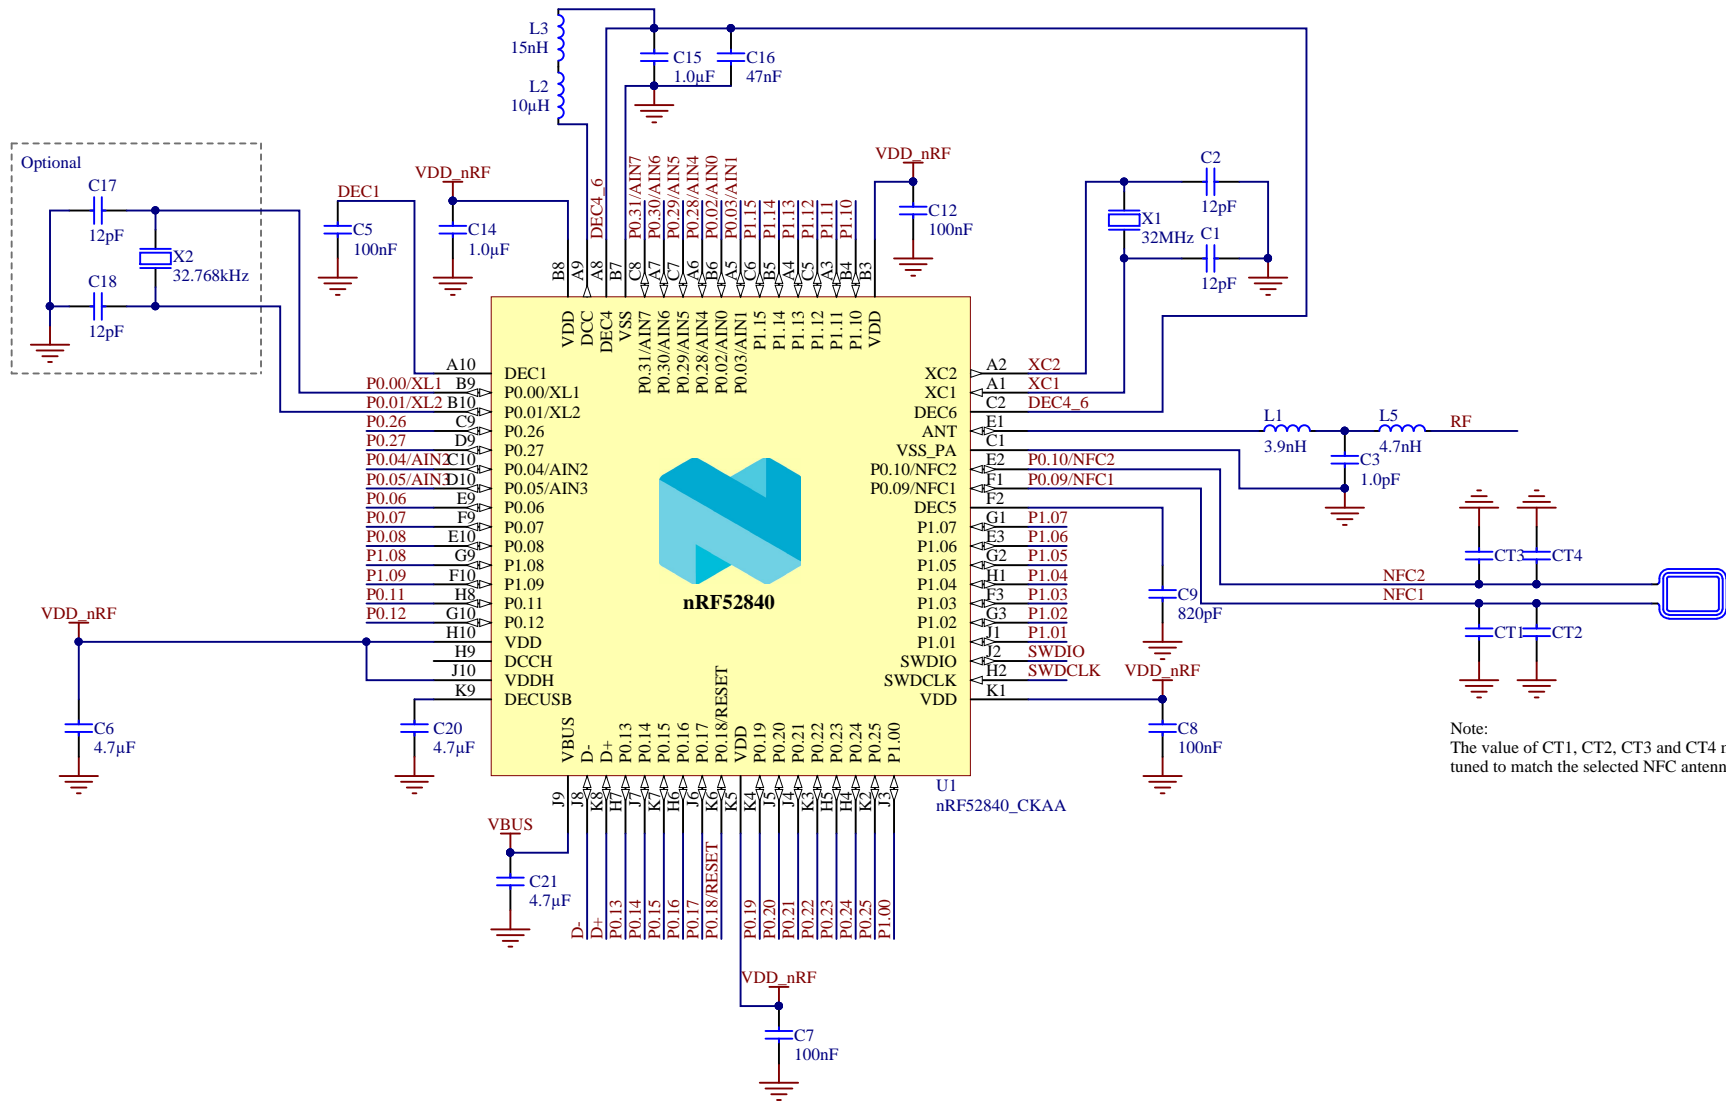 L3
15nH
L2
10µH
C15
1.0µF
C16
47nF
Optional
C17
12pF
X2
32.768kHz
C18
12pF
DEC1
C5
100nF
VDD_nRF
C14
1.0µF
DEC4_6
P0.31/AIN7
P0.30/AIN6
P0.29/AIN5
P0.28/AIN4
P0.02/AIN0
P0.03/AIN1
P1.15
P1.14
P1.13
P1.12
P1.11
P1.10
VDD_nRF
C12
100nF
C2
12pF
X1
32MHz
C1
12pF
B8
A9
A8
B7
C8
A7
C7
A6
B6
A5
C6
B5
A4
C5
A3
B4
B3
VDD
DCC
DEC4
VSS
P0.31/AIN7
P0.30/AIN6
P0.29/AIN5
P0.28/AIN4
P0.02/AIN0
P0.03/AIN1
P1.15
P1.14
P1.13
P1.12
P1.11
P1.10
VDD
A10 DEC1
P0.00/XL1 B9 P0.00/XL1
P0.01/XL2 B10 P0.01/XL2
P0.26 C9 P0.26
P0.27 D9 P0.27
P0.04/AIN2 C10 P0.04/AIN2
P0.05/AIN3 D10 P0.05/AIN3
P0.06 E9 P0.06
P0.07 F9 P0.07
P0.08 E10 P0.08
P1.08 G9 P1.08
P1.09 F10 P1.09
P0.11 H8 P0.11
P0.12 G10 P0.12
H10 VDD
H9 DCCH
J10 VDDH
K9 DECUSB
nRF52840
XC2 A2 XC2
XC1 A1 XC1
DEC6 C2 DEC4_6
ANT E1
VSS_PA C1
P0.10/NFC2 E2 P0.10/NFC2
P0.09/NFC1 F1 P0.09/NFC1
DEC5 F2
P1.07 G1 P1.07
P1.06 E3 P1.06
P1.05 G2 P1.05
P1.04 H1 P1.04
P1.03 F3 P1.03
P1.02 G3 P1.02
P1.01 J1 P1.01
SWDIO J2 SWDIO
SWDCLK H2 SWDCLK
VDD K1
L1
3.9nH
L5
4.7nH
RF
C3
1.0pF
CT3
CT4
NFC2
NFC1
CT1
CT2
C9
820pF
VDD_nRF
C8
100nF
Note:
The value of CT1, CT2, CT3 and CT4
tuned to match the selected NFC
VDD_nRF
C6
4.7µF
C20
4.7µF
VBUS
D-
D+
P0.13
P0.14
P0.15
P0.16
P0.17
P0.18/RESET
VDD
P0.19
P0.20
P0.21
P0.22
P0.23
P0.24
P0.25
P1.00
U1
nRF52840_CKAA
J9
J8
K8
H7
J7
K7
H6
J6
K6
K5
K4
J5
J4
K3
H5
H4
K2
J3
VBUS
C21
4.7µF
D-
D+
P0.13
P0.14
P0.15
P0.16
P0.17
P0.18/RESET
P0.19
P0.20
P0.21
P0.22
P0.23
P0.24
P0.25
P1.00
VDD_nRF
C7
100nF